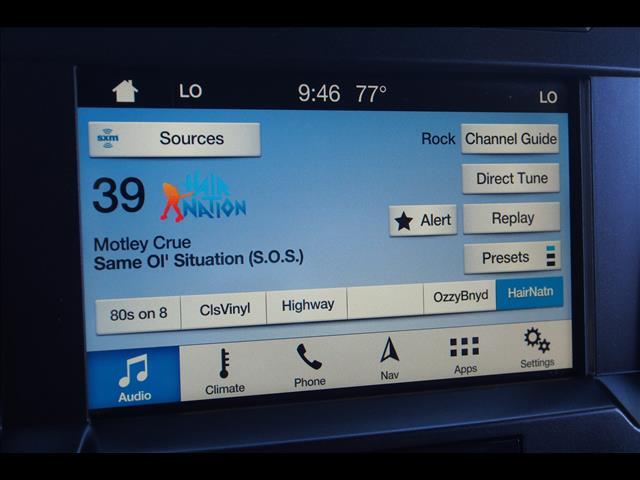 LO 9:46 77° LO
sxm Sources
Rock Channel Guide
Direct Tune
39 HAIR NATION
Alert Replay
Motley Crue
Same Ol' Situation (S.O.S.)
Presets
80s on 8 ClsVinyl Highway OzzyBnyd HairNatn
Audio Climate Phone Nav Apps Settings